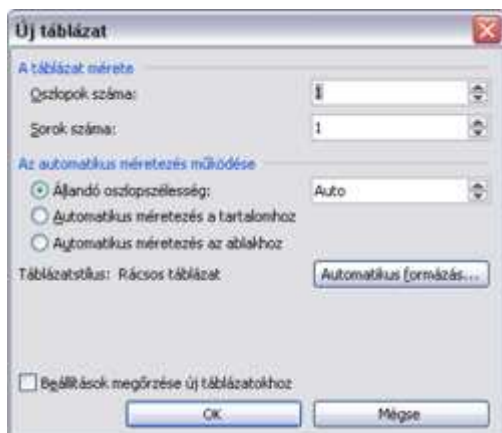 Új táblázat
A táblázat mérete
Oszlopok száma: 1
Sorok száma: 1
Az automatikus méretezés működése
Állandó oszlopszélesség: Auto
Automatikus méretezés a tartalomhoz
Automatikus méretezés az ablakhoz
Táblázatstílus: Rácsos táblázat Automatikus formázás...
Beállítások megőrzése új táblázatokhoz
OK Mégse